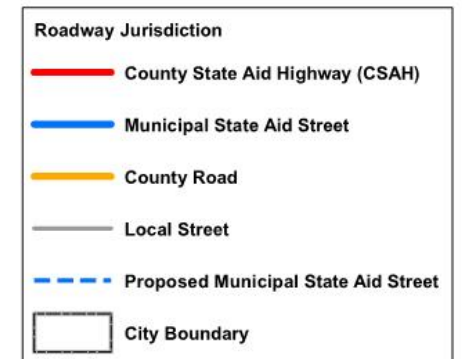 Roadway Jurisdiction
County State Aid Highway (CSAH)
Municipal State Aid Street
County Road
Local Street
Proposed Municipal State Aid Street
City Boundary